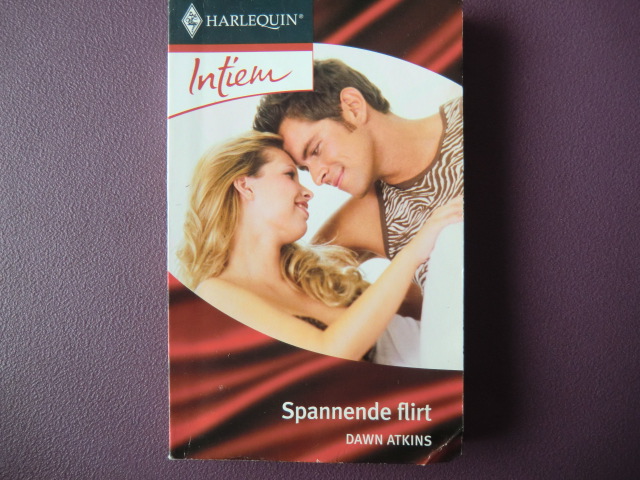 HARLEQUIN®
Intiem
Spannende flirt
DAWN ATKINS